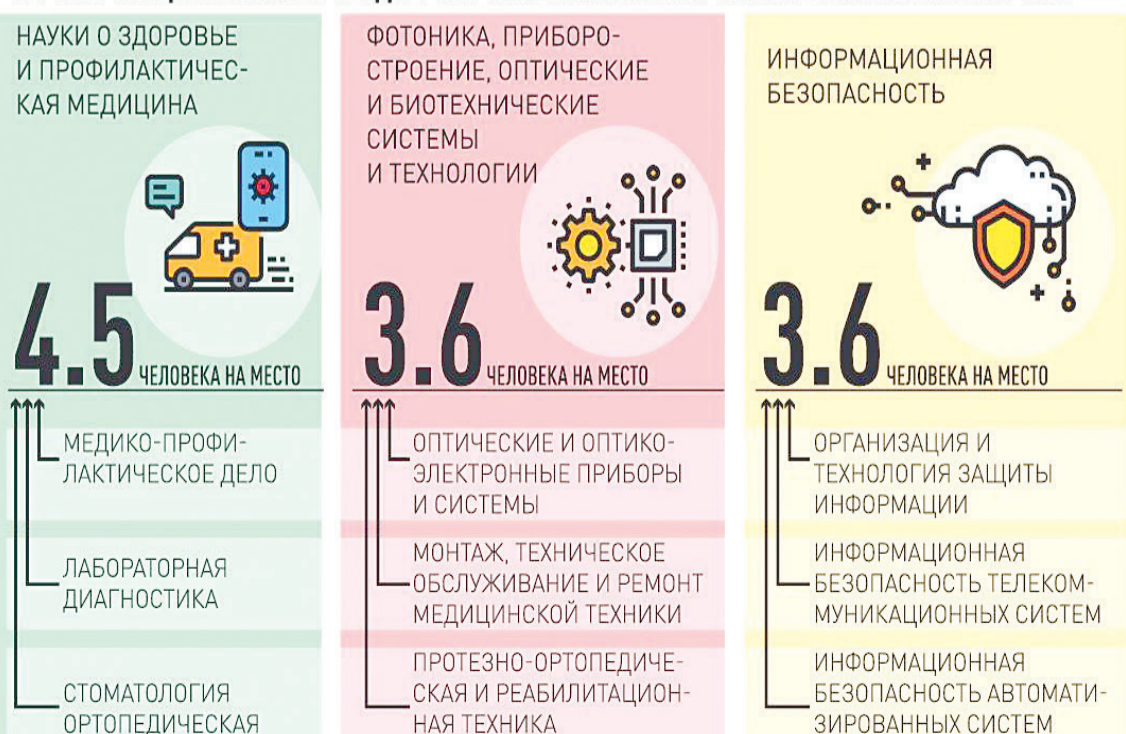 НАУКИ О ЗДОРОВЬЕ
И ПРОФИЛАКТИЧЕС-
КАЯ МЕДИЦИНА
4.5 ЧЕЛОВЕКА НА МЕСТО
МЕДИКО-ПРОФИ-
ЛАКТИЧЕСКОЕ ДЕЛО
ЛАБОРАТОРНАЯ
ДИАГНОСТИКА
СТОМАТОЛОГИЯ
ОРТОПЕДИЧЕСКАЯ
ФОТОНИКА, ПРИБОРО-
СТРОЕНИЕ, ОПТИЧЕСКИЕ
И БИОТЕХНИЧЕСКИЕ
СИСТЕМЫ
И ТЕХНОЛОГИИ
3.6 ЧЕЛОВЕКА НА МЕСТО
ОПТИЧЕСКИЕ И ОПТИКО-
ЭЛЕКТРОННЫЕ ПРИБОРЫ
И СИСТЕМЫ
МОНТАЖ, ТЕХНИЧЕСКОЕ
ОБСЛУЖИВАНИЕ И РЕМОНТ
МЕДИЦИНСКОЙ ТЕХНИКИ
ПРОТЕЗНО-ОРТОПЕДИЧЕ-
СКАЯ И РЕАБИЛИТАЦИОН-
НАЯ ТЕХНИКА
ИНФОРМАЦИОННАЯ
БЕЗОПАСНОСТЬ
3.6 ЧЕЛОВЕКА НА МЕСТО
ОРГАНИЗАЦИЯ И
ТЕХНОЛОГИЯ ЗАЩИТЫ
ИНФОРМАЦИИ
ИНФОРМАЦИОННАЯ
БЕЗОПАСНОСТЬ ТЕЛЕКОМ-
МУНИКАЦИОННЫХ СИСТЕМ
ИНФОРМАЦИОННАЯ
БЕЗОПАСНОСТЬ АВТОМАТИ-
ЗИРОВАННЫХ СИСТЕМ